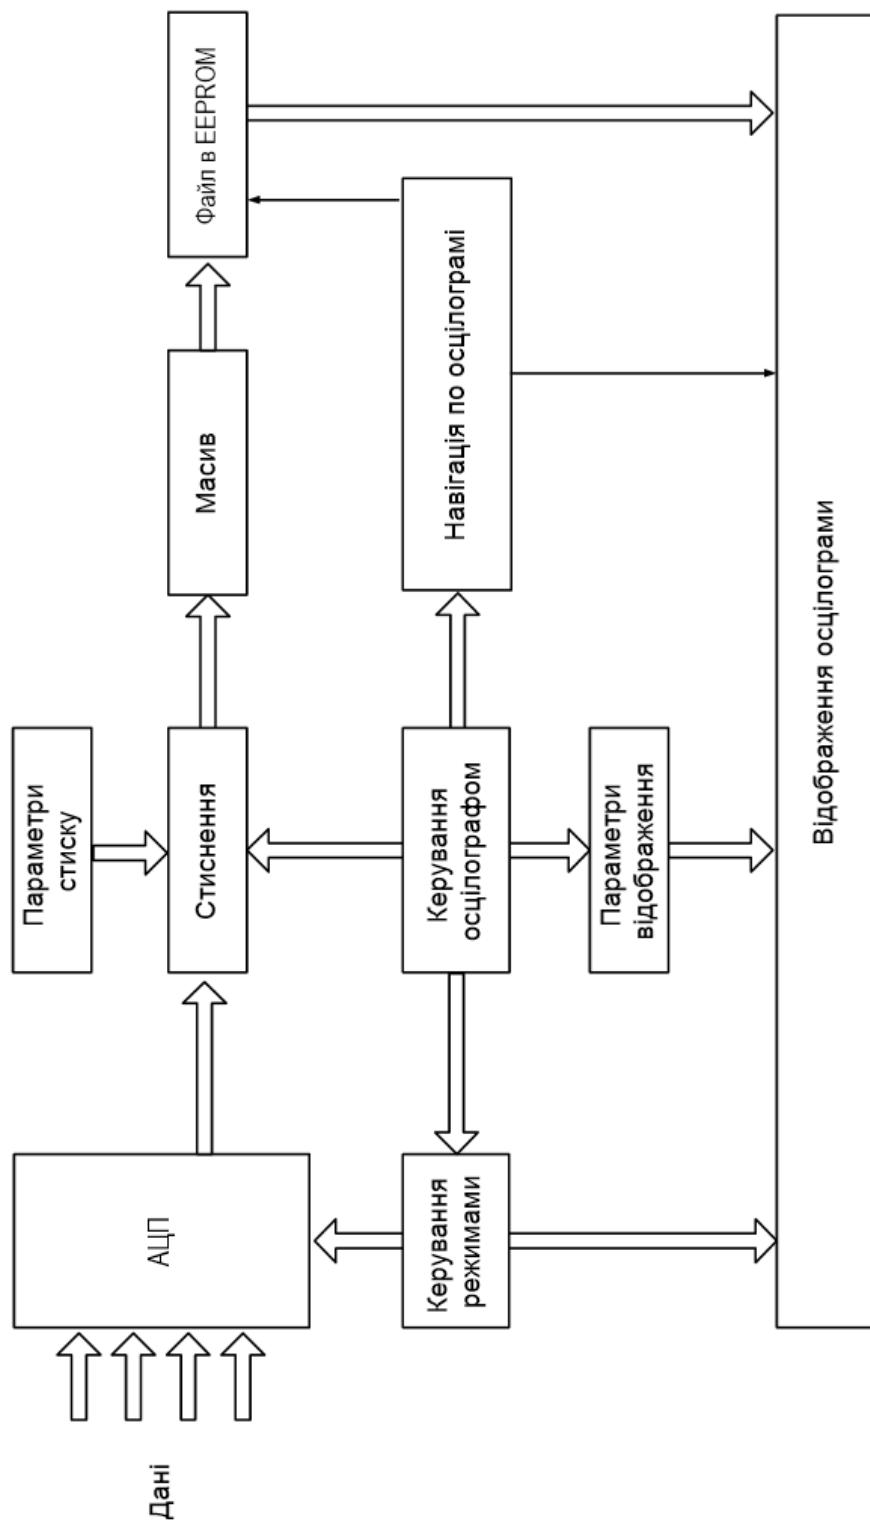 Дані
АЦП
Параметри
стиску
Стиснення
Масив
Файл в EEPROM
Керування
режимами
Керування
осцілографом
Навігація по осцілограмі
Параметри
відображення
Відображення осцілограми